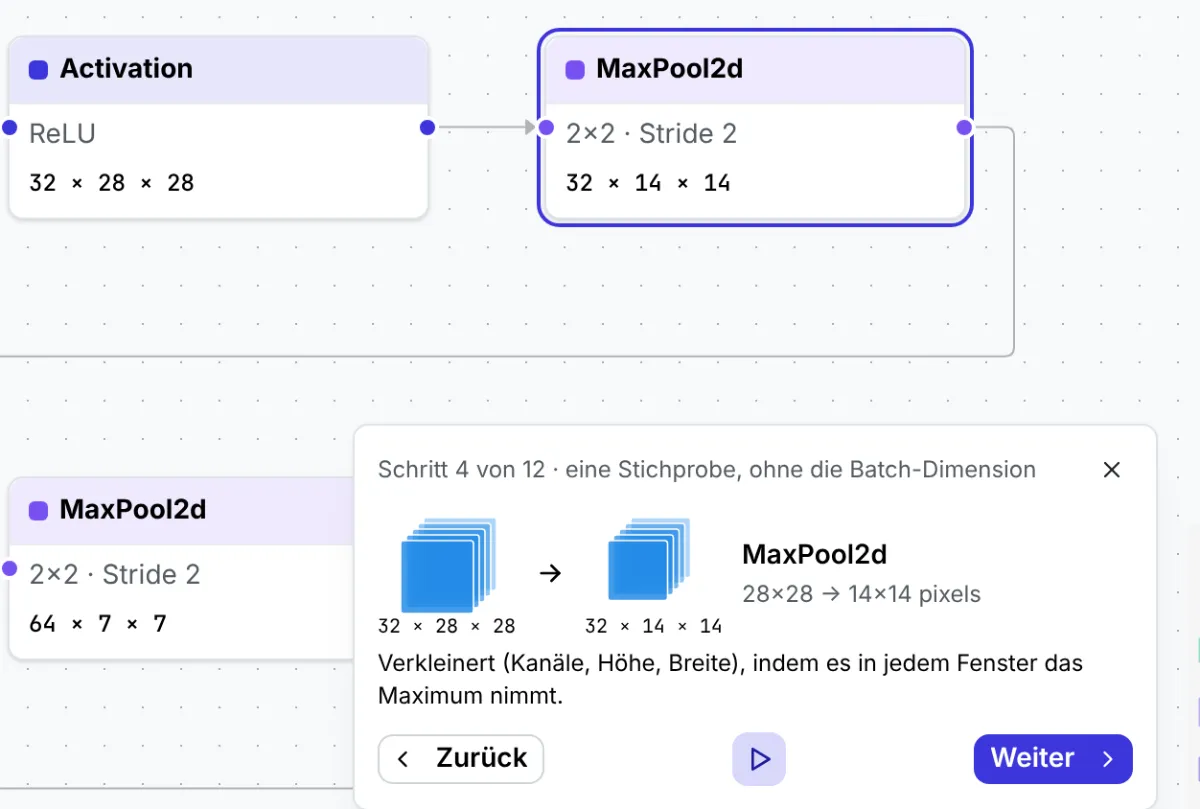 Activation
ReLU
32 × 28 × 28
MaxPool2d
2×2 · Stride 2
32 × 14 × 14
MaxPool2d
2×2 · Stride 2
64 × 7 × 7
Schritt 4 von 12 · eine Stichprobe, ohne die Batch-Dimension
32 × 28 × 28
32 × 14 × 14
MaxPool2d
28×28 → 14×14 pixels
Verkleinert (Kanäle, Höhe, Breite), indem es in jedem Fenster das
Maximum nimmt.
Zurück
Weiter